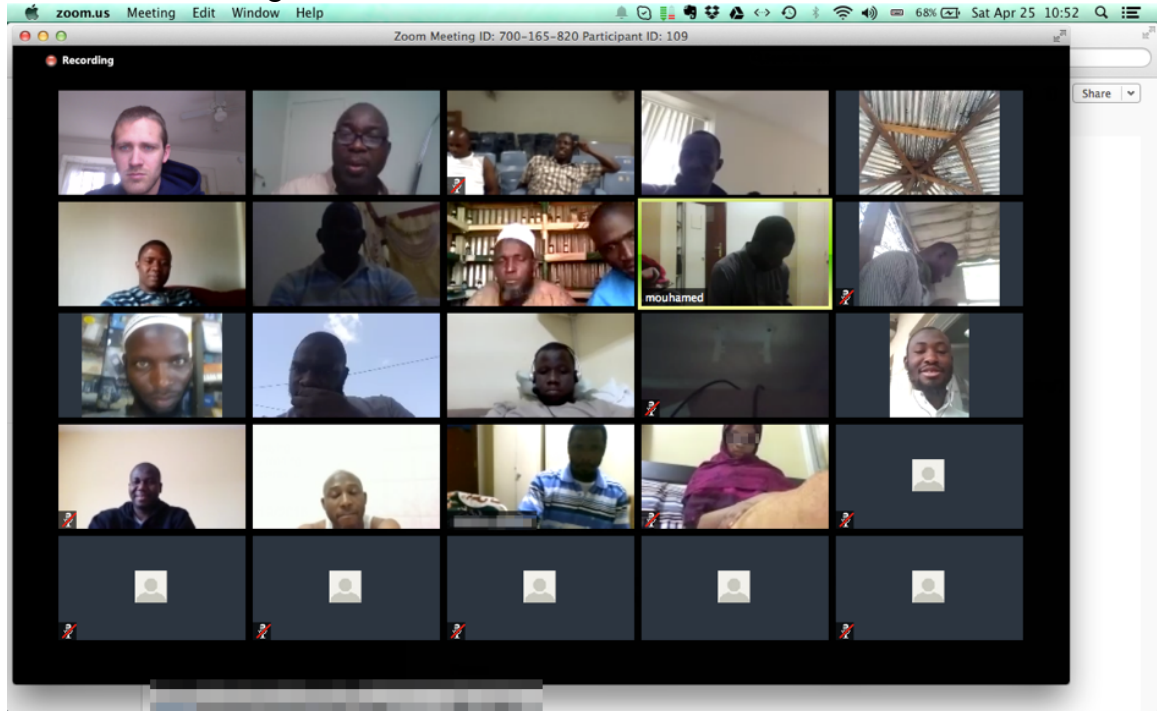 zoom.us Meeting Edit Window Help 68% Sat Apr 25 10:52
Zoom Meeting ID: 700-165-820 Participant ID: 109
Recording
Share
mouhamed